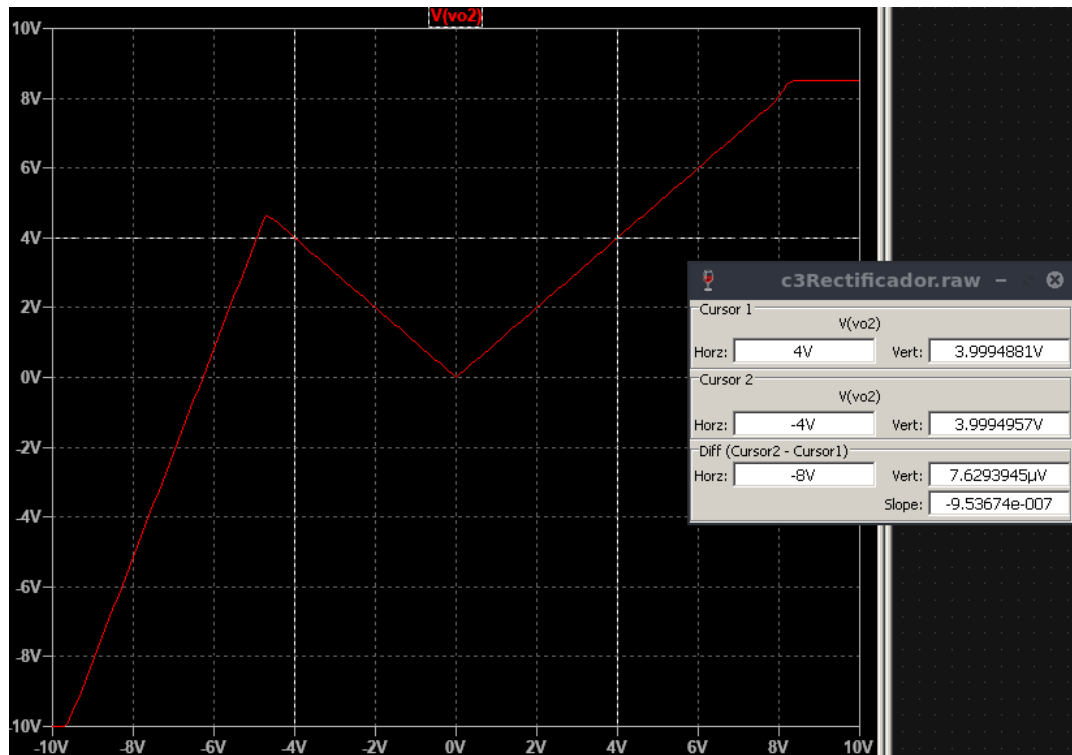 V(vo2)
10V
8V
6V
4V
2V
0V
-2V
-4V
-6V
-8V
-10V
-10V -8V -6V -4V -2V 0V 2V 4V 6V 8V 10V
c3Rectificador.raw
Cursor 1
V(vo2)
Horz: 4V Vert: 3.9994881V
Cursor 2
V(vo2)
Horz: -4V Vert: 3.9994957V
Diff (Cursor2 - Cursor1)
Horz: -8V Vert: 7.6293945µV
Slope: -9.53674e-007